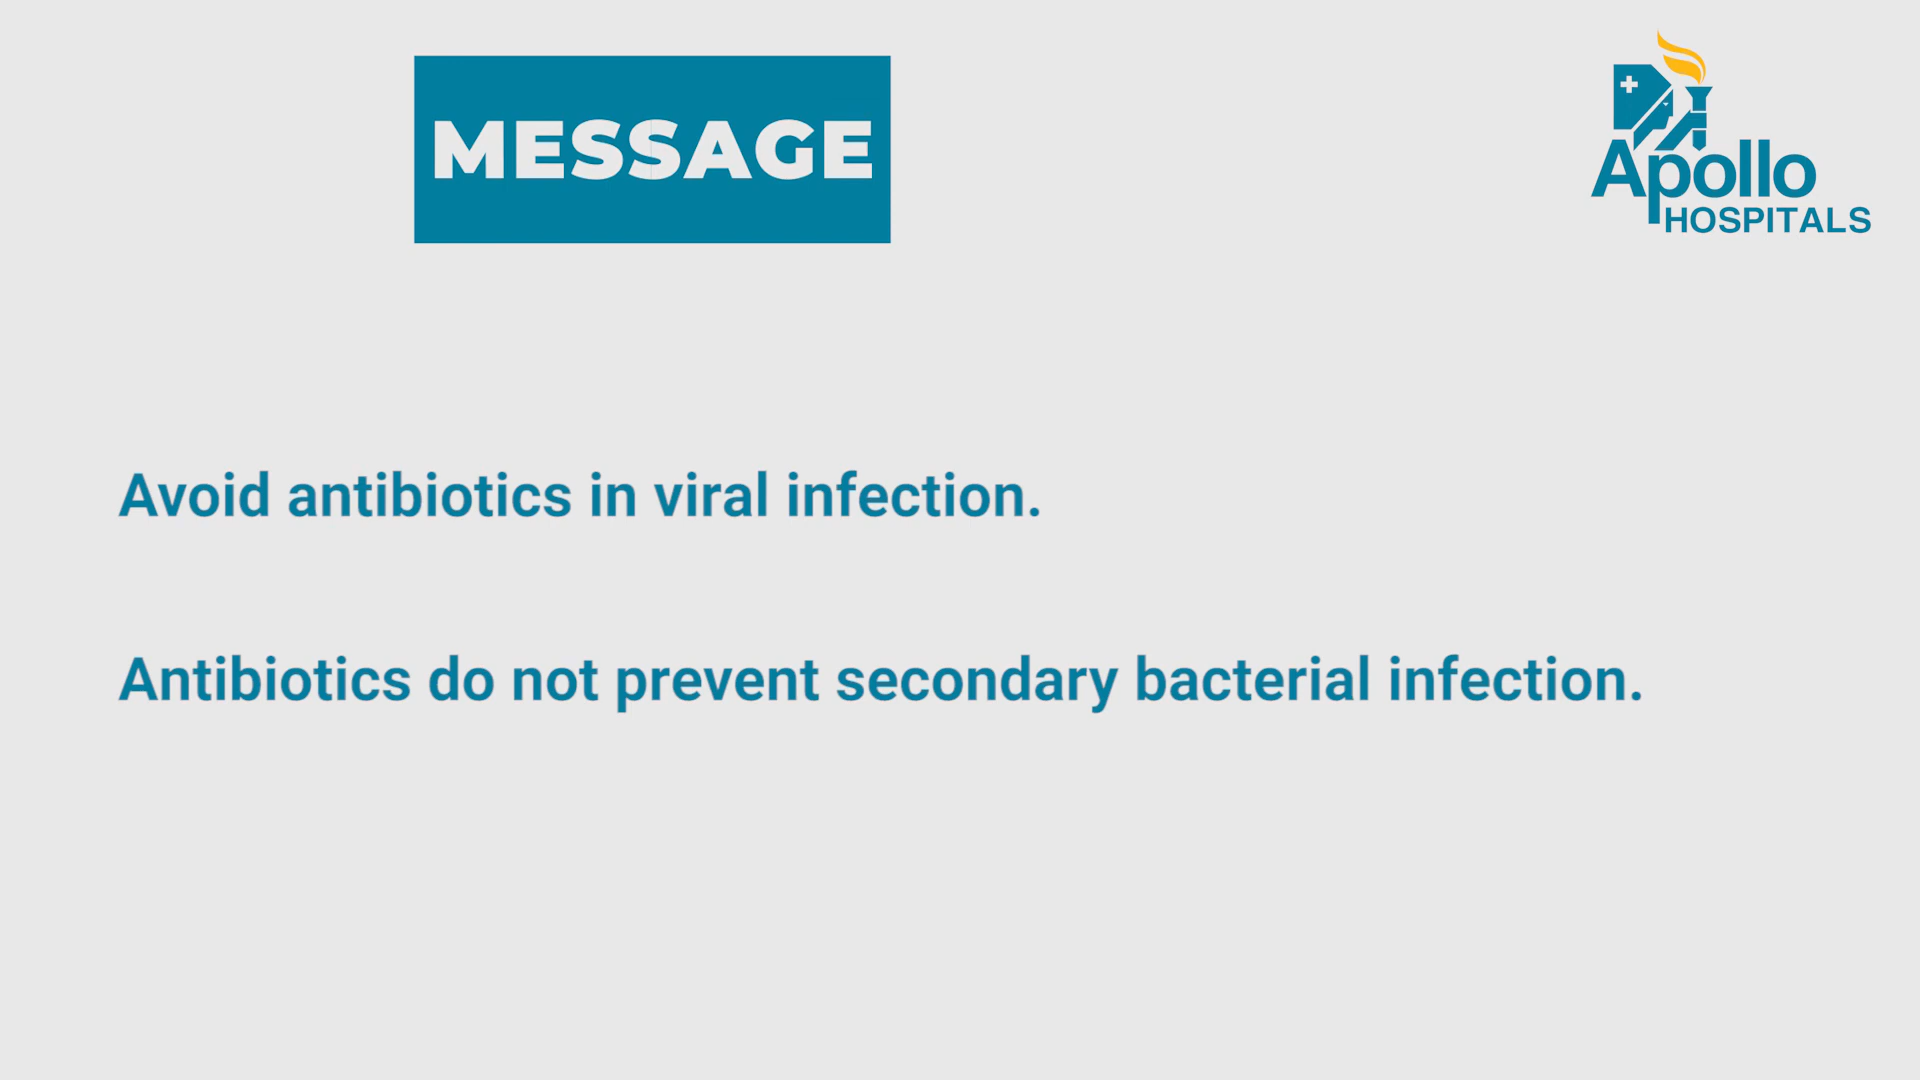 MESSAGE
Apollo
HOSPITALS
Avoid antibiotics in viral infection.
Antibiotics do not prevent secondary bacterial infection.